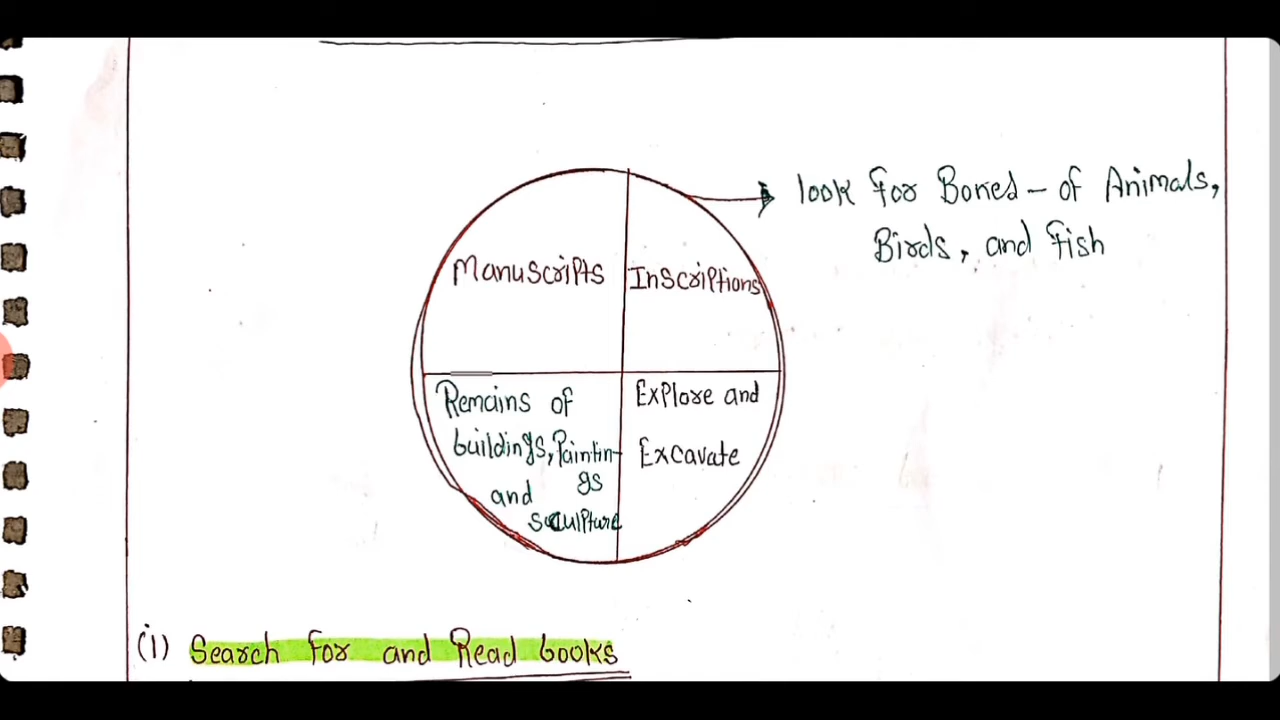 look for Bones - of Animals,
Birds, and fish
Manuscripts
Inscriptions
Remains of
buildings, Paintin-
gs
and
sculpture
Explore and
Excavate
(i) Search for and Read books